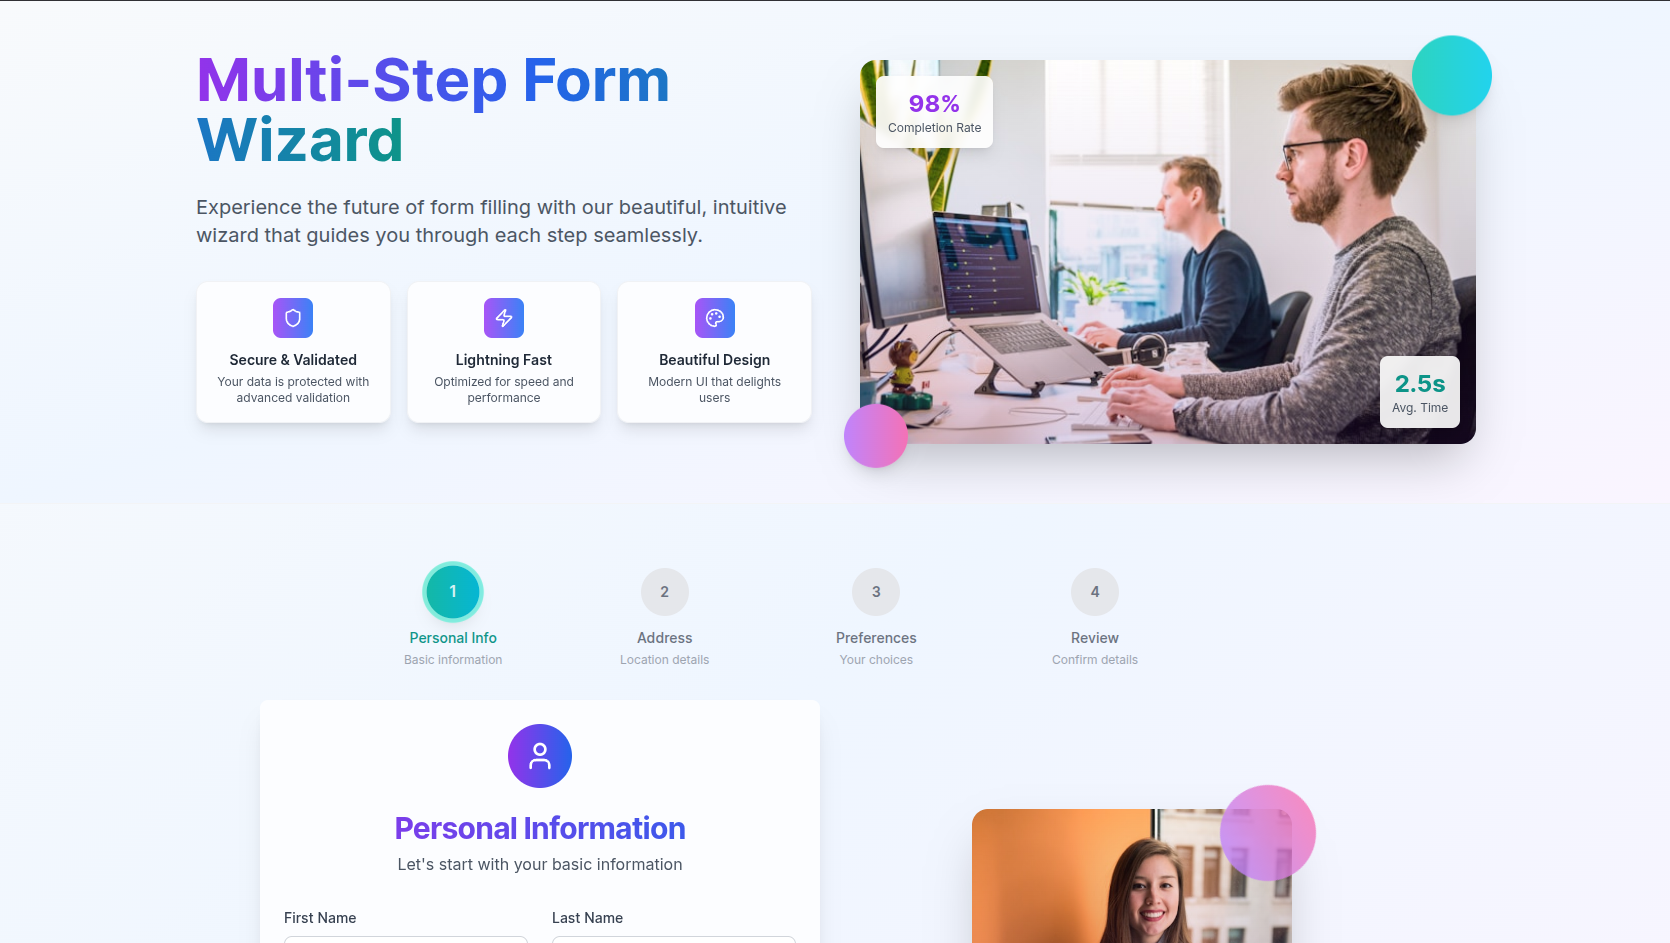 Multi-Step Form
Wizard
Experience the future of form filling with our beautiful, intuitive
wizard that guides you through each step seamlessly.
Secure & Validated
Your data is protected with
advanced validation
Lightning Fast
Optimized for speed and
performance
Beautiful Design
Modern UI that delights
users
98%
Completion Rate
2.5s
Avg. Time
1
Personal Info
Basic information
2
Address
Location details
3
Preferences
Your choices
4
Review
Confirm details
Personal Information
Let's start with your basic information
First Name
Last Name